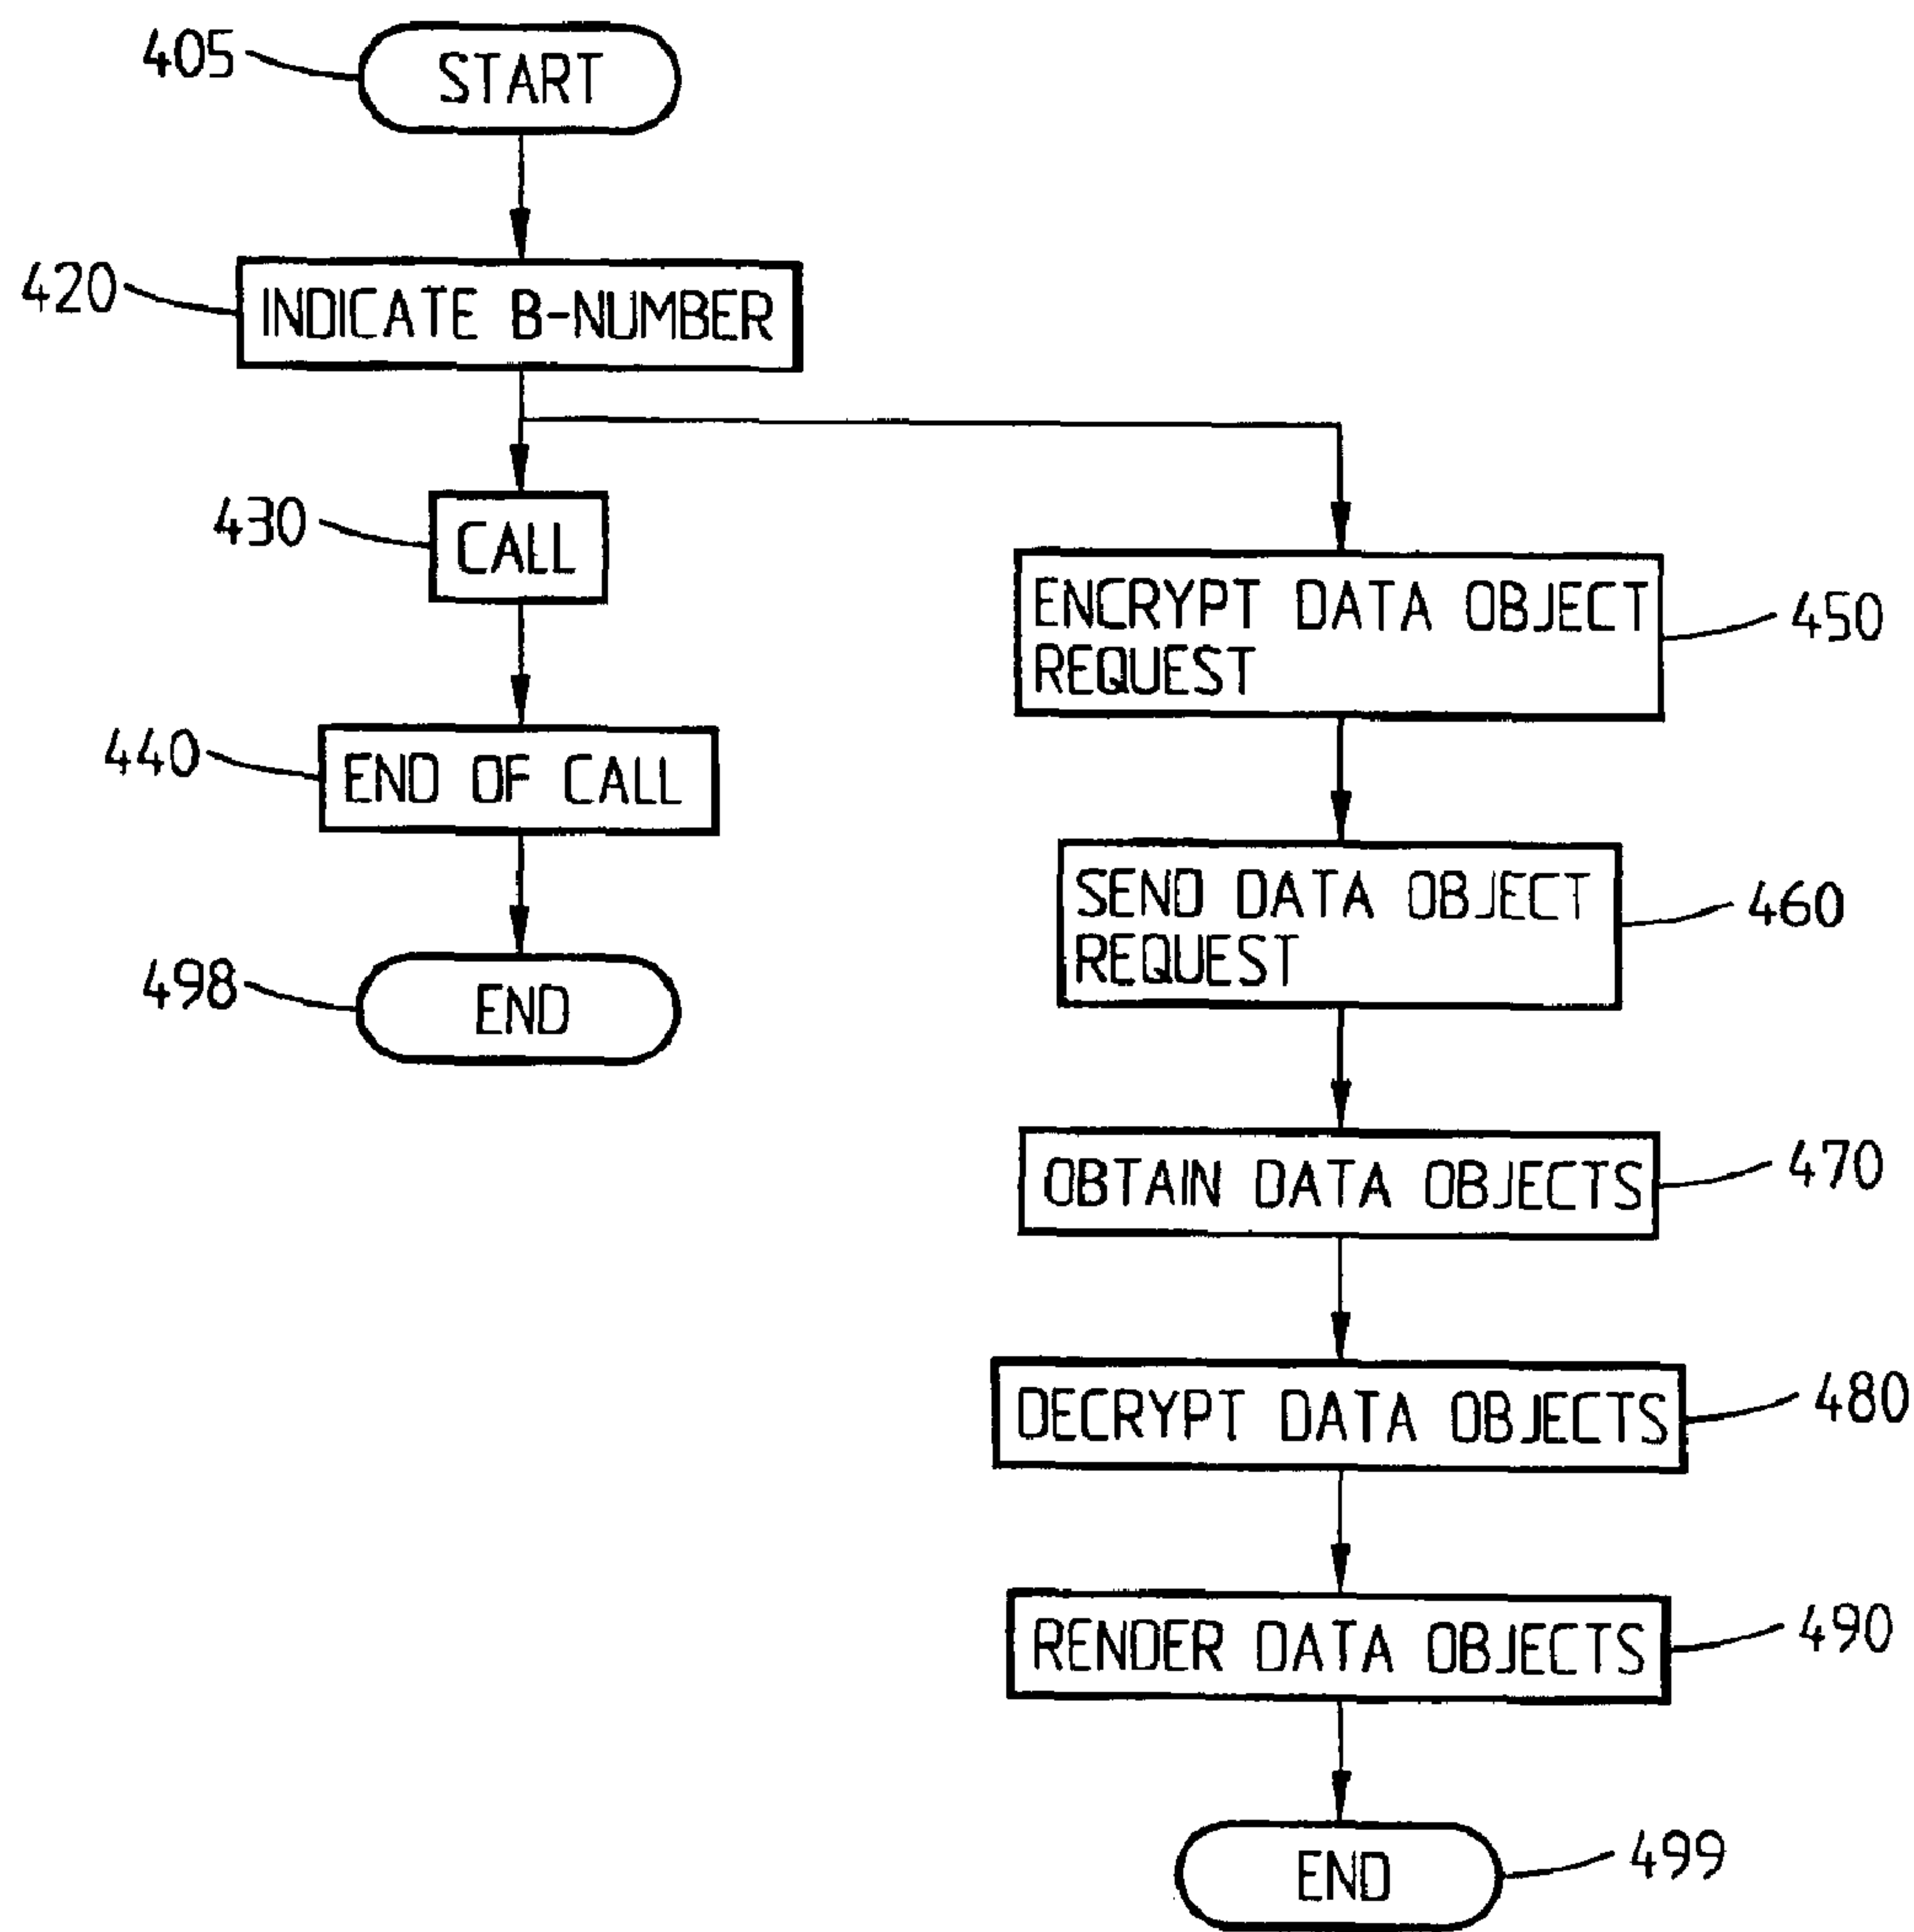 405
START
420
INDICATE B-NUMBER
430
CALL
440
END OF CALL
498
END
ENCRYPT DATA OBJECT
REQUEST
450
SEND DATA OBJECT
REQUEST
460
OBTAIN DATA OBJECTS
470
DECRYPT DATA OBJECTS
480
RENDER DATA OBJECTS
490
END
499